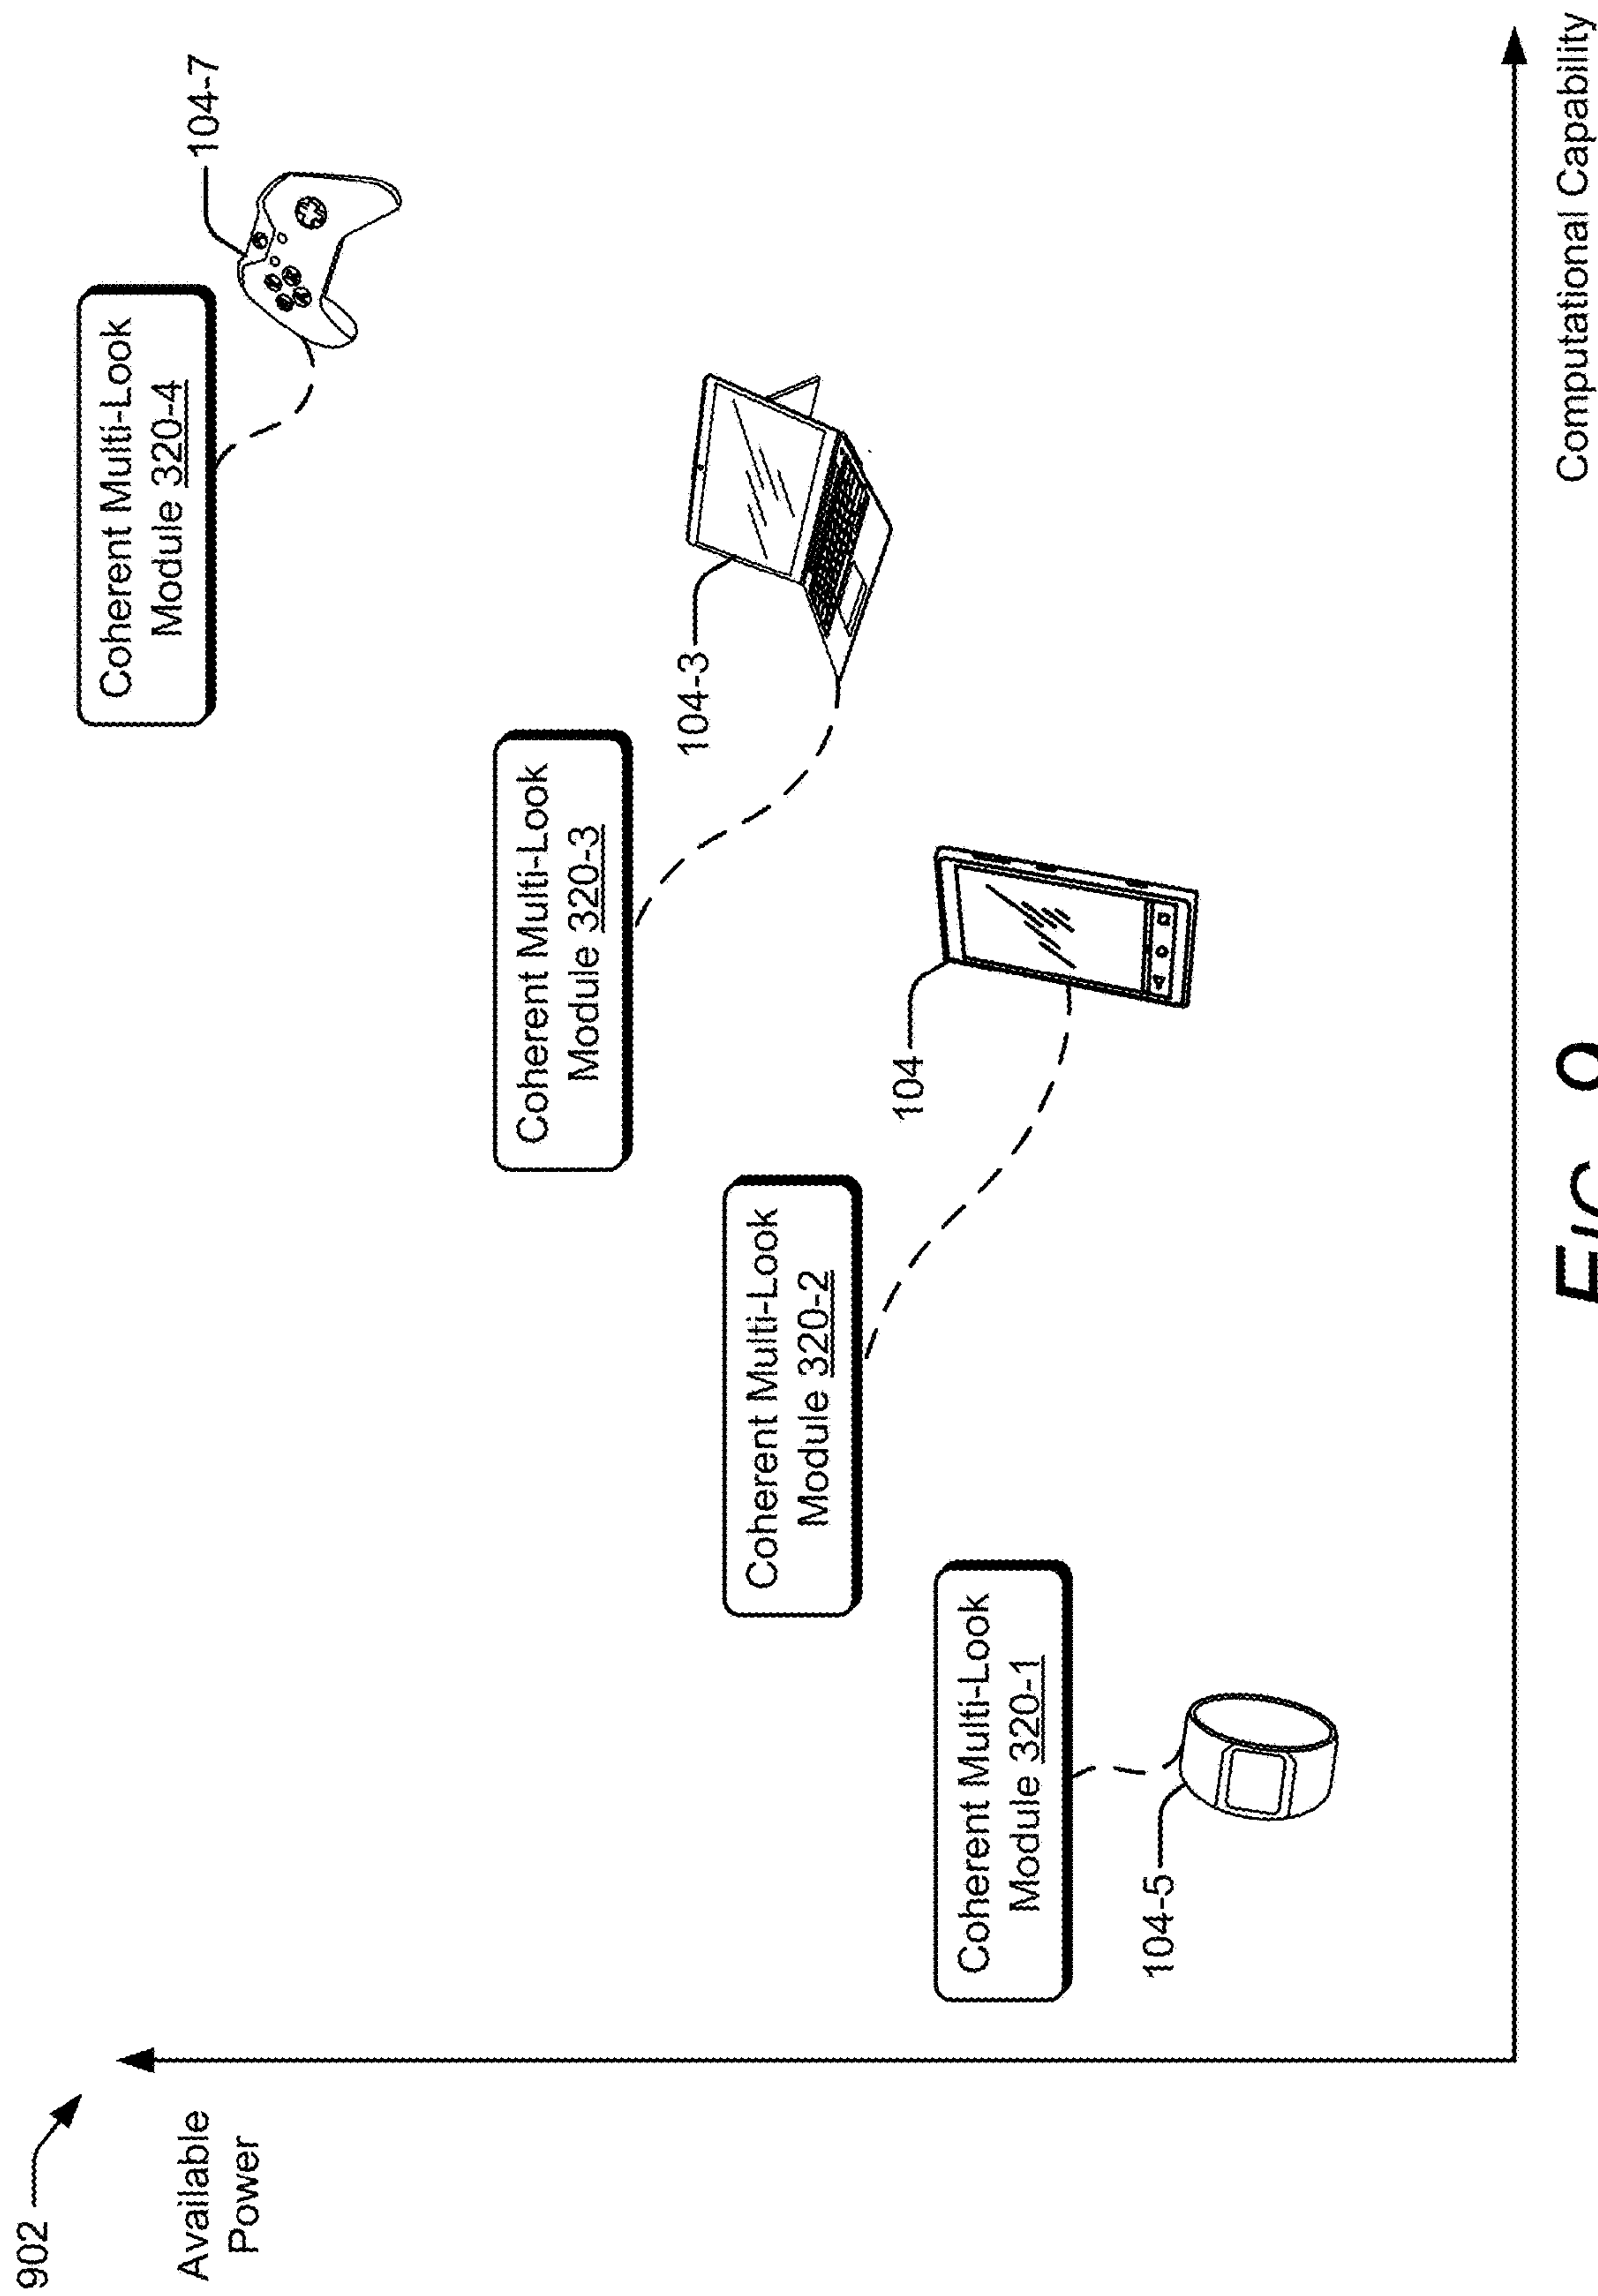 902
Available
Power
Coherent Multi-Look
Module 320-4
104-7
Coherent Multi-Look
Module 320-3
104-3
Coherent Multi-Look
Module 320-2
104
Coherent Multi-Look
Module 320-1
104-5
Computational Capability